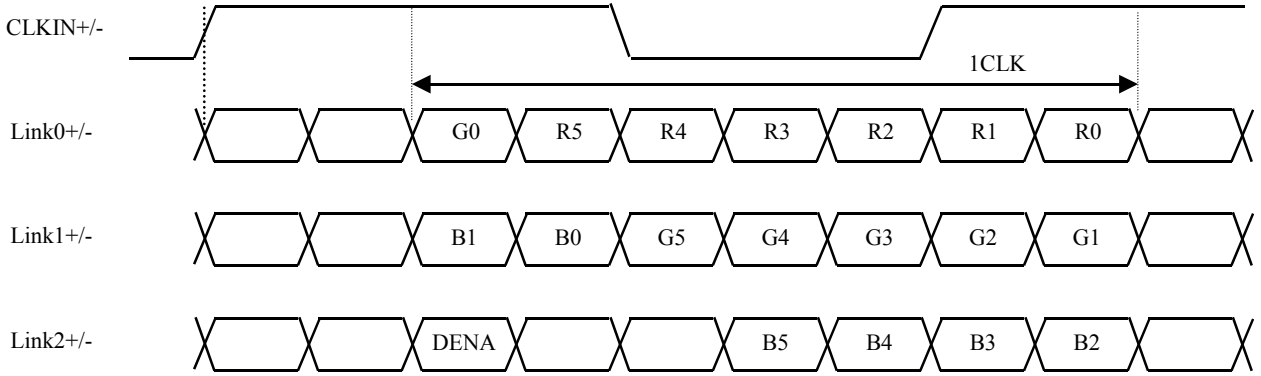 CLKIN+/-
1CLK
Link0+/- G0 R5 R4 R3 R2 R1 R0
Link1+/- B1 B0 G5 G4 G3 G2 G1
Link2+/- DENA B5 B4 B3 B2